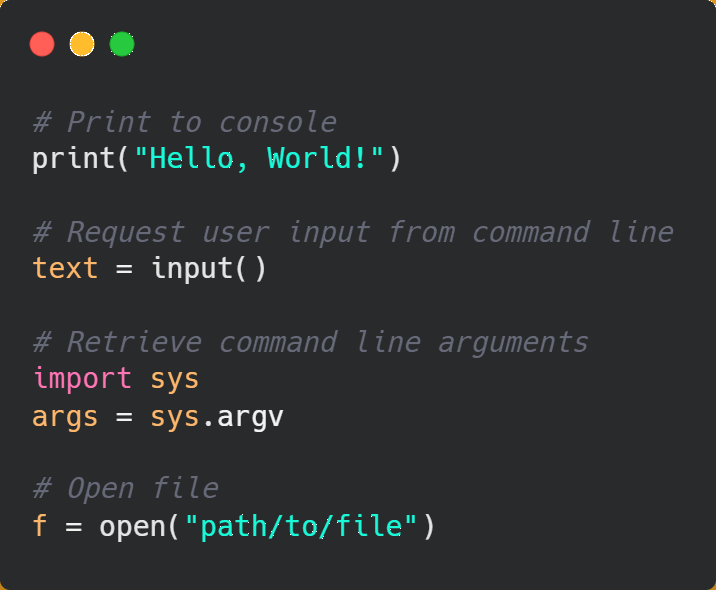 # Print to console
print("Hello, World!")
# Request user input from command line
text = input()
# Retrieve command line arguments
import sys
args = sys.argv
# Open file
f = open("path/to/file")